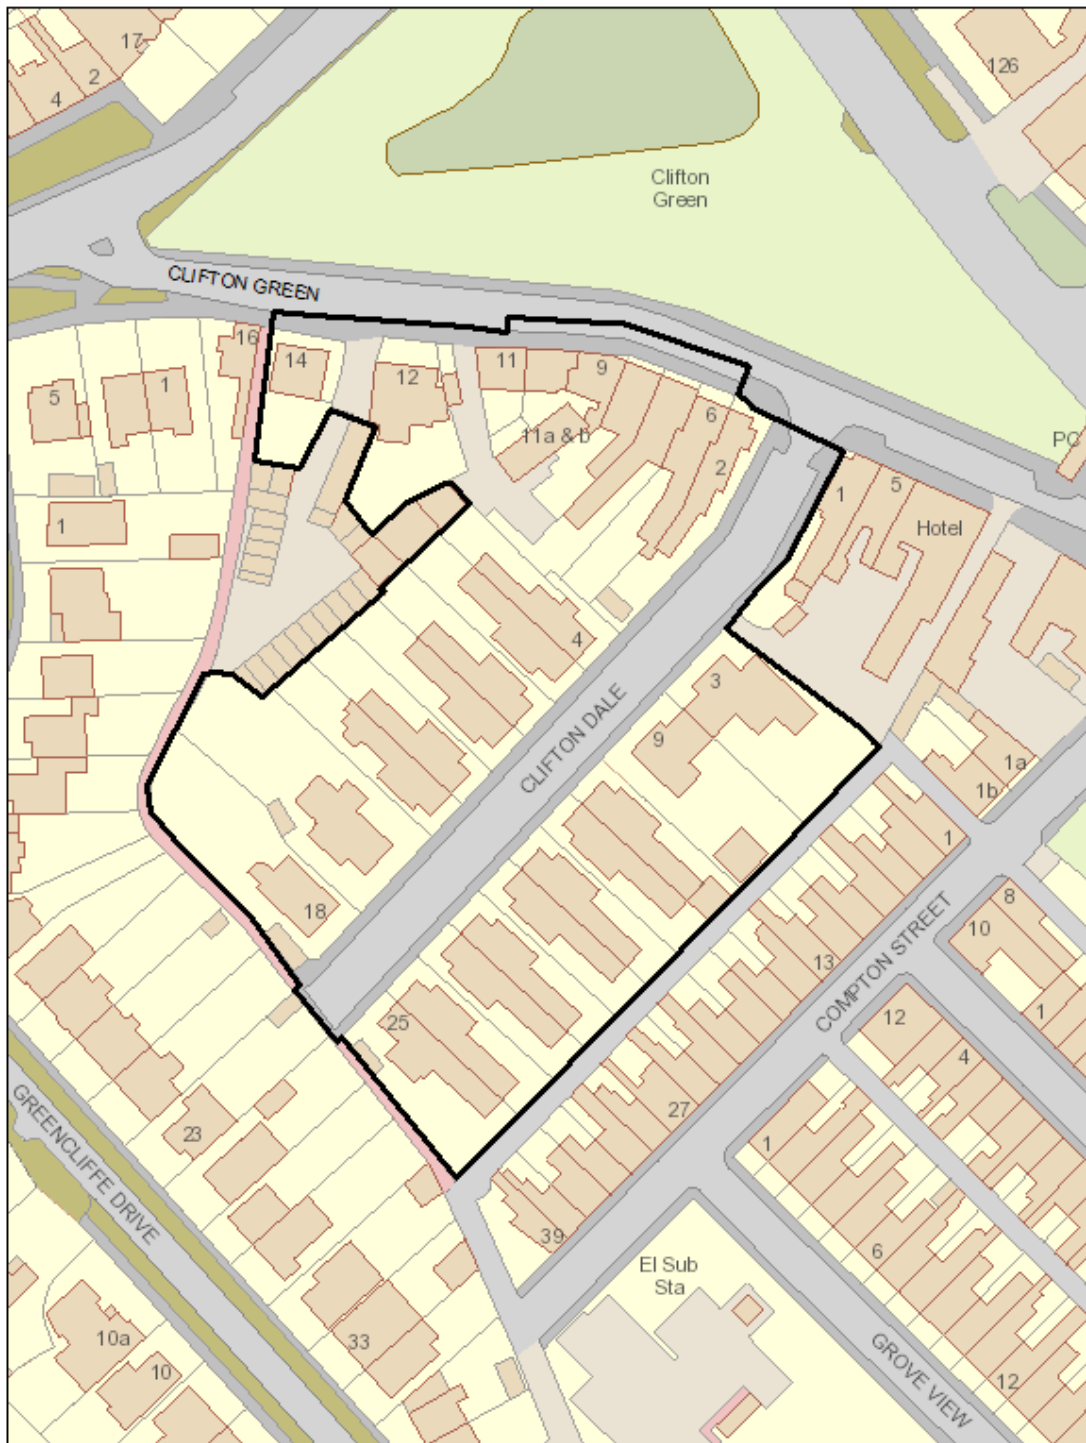 17
2
4
126
Clifton
Green
CLIFTON GREEN
16
14
12
11
9
6
2
11a & b
5
1
PC
1
5
Hotel
1
4
3
9
CLIFTON DALE
1a
1b
1
18
8
10
13
COMPTON STREET
1
12
4
25
27
1
GREENCLIFFE DRIVE
23
39
6
El Sub
Sta
10a
10
33
GROVE VIEW
12